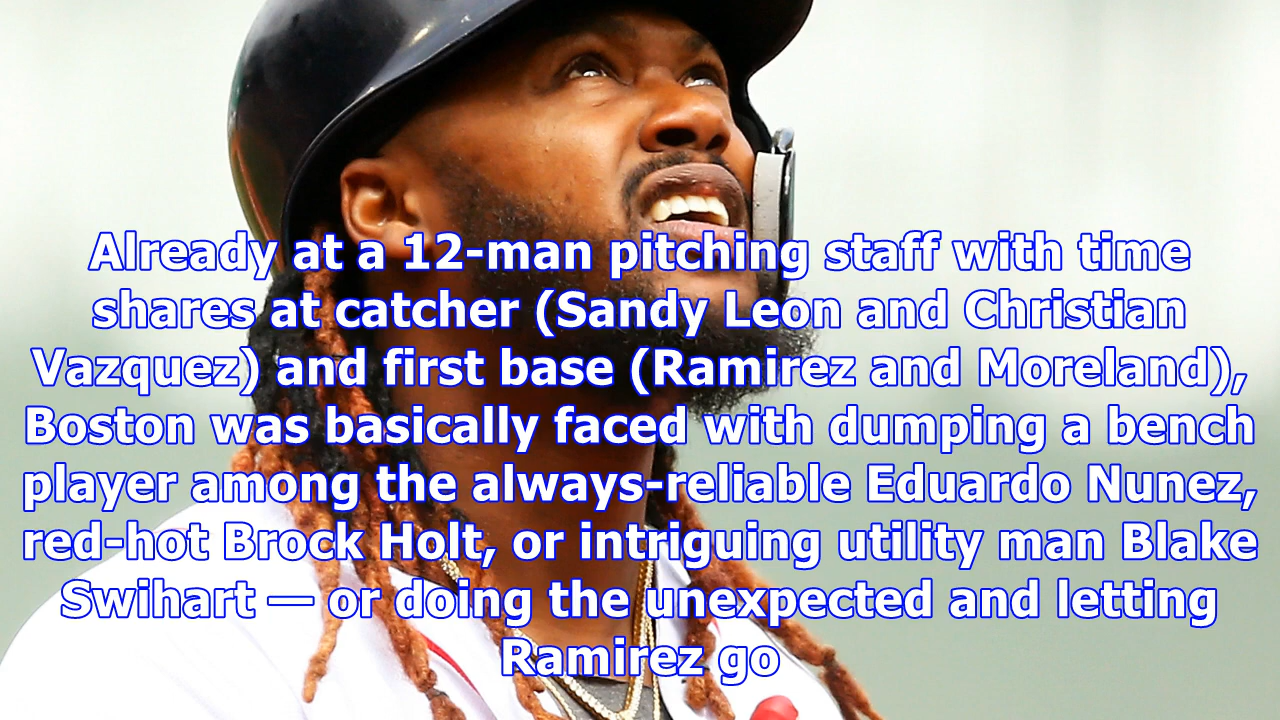 Already at a 12-man pitching staff with time
shares at catcher (Sandy Leon and Christian
Vazquez) and first base (Ramirez and Moreland),
Boston was basically faced with dumping a bench
player among the always-reliable Eduardo Nunez,
red-hot Brock Holt, or intriguing utility man Blake
Swihart — or doing the unexpected and letting
Ramirez go